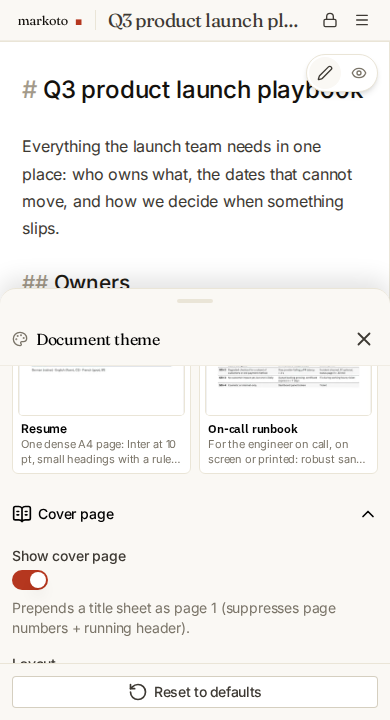 markoto
Q3 product launch pl...
# Q3 product launch playbook
Everything the launch team needs in one
place: who owns what, the dates that cannot
move, and how we decide when something
slips.
## Owners
Document theme
Resume
One dense A4 page: Inter at 10
pt, small headings with a rule...
On-call runbook
For the engineer on call, on
screen or printed: robust san...
Cover page
Show cover page
Prepends a title sheet as page 1 (suppresses page
numbers + running header).
Layout
Reset to defaults